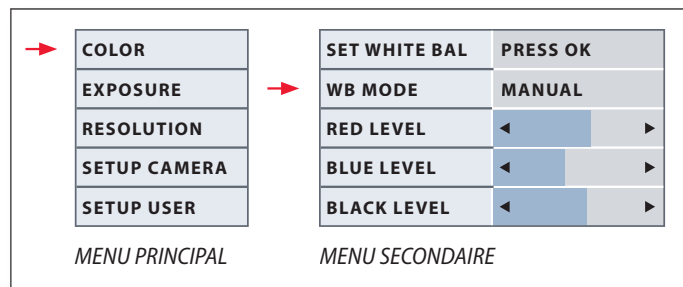 COLOR
EXPOSURE
RESOLUTION
SETUP CAMERA
SETUP USER
MENU PRINCIPAL
SET WHITE BAL PRESS OK
WB MODE MANUAL
RED LEVEL
BLUE LEVEL
BLACK LEVEL
MENU SECONDAIRE